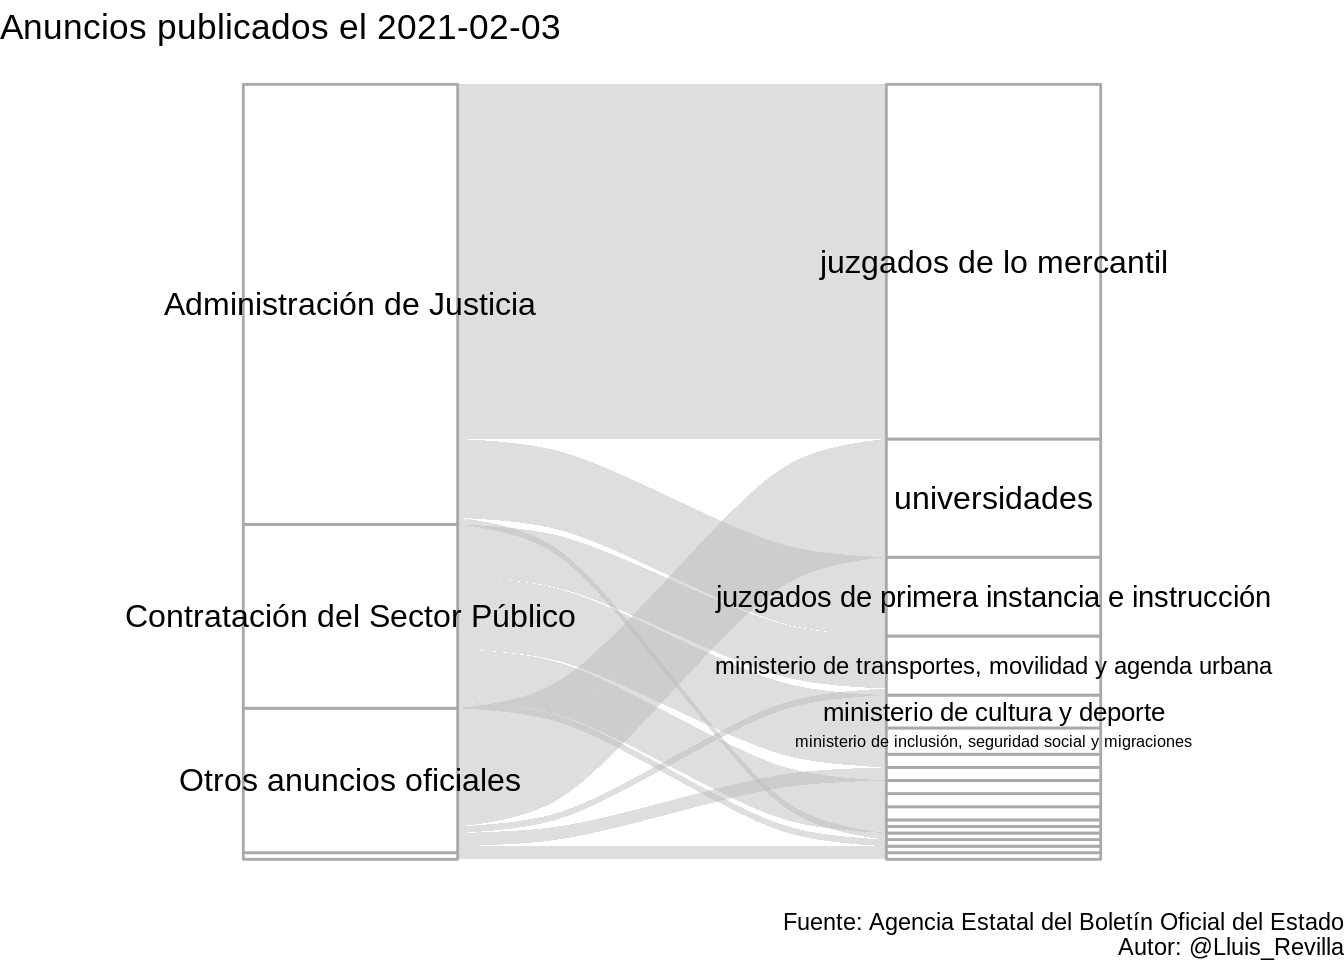 Anuncios publicados el 2021-02-03
Administración de Justicia
Contratación del Sector Público
Otros anuncios oficiales
juzgados de lo mercantil
universidades
juzgados de primera instancia e instrucción
ministerio de transportes, movilidad y agenda urbana
ministerio de cultura y deporte
ministerio de inclusión, seguridad social y migraciones
Fuente: Agencia Estatal del Boletín Oficial del Estado
Autor: @Lluis_Revilla